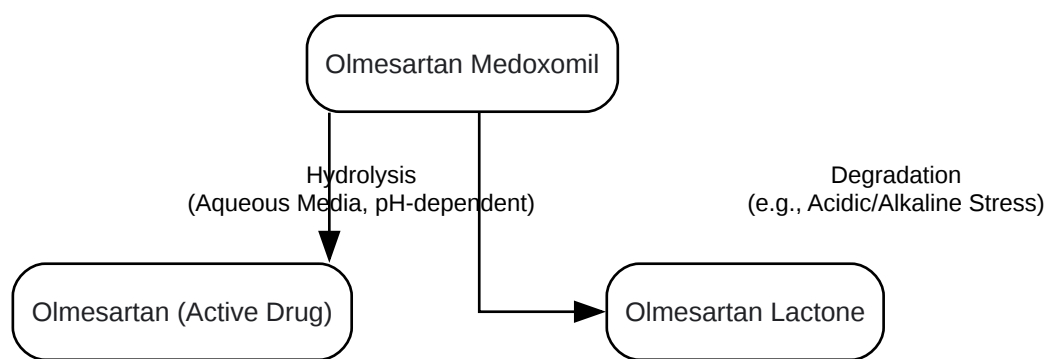 Olmesartan Medoxomil
Hydrolysis
(Aqueous Media, pH-dependent)
Degradation
(e.g., Acidic/Alkaline Stress)
Olmesartan (Active Drug)
Olmesartan Lactone